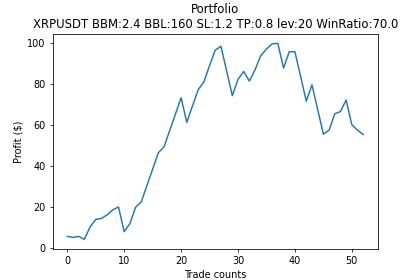 Portfolio
XRPUSDT BBM:2.4 BBL:160 SL:1.2 TP:0.8 lev:20 WinRatio:70.0
100
80
60
40
20
0
Profit ($)
0 10 20 30 40 50
Trade counts